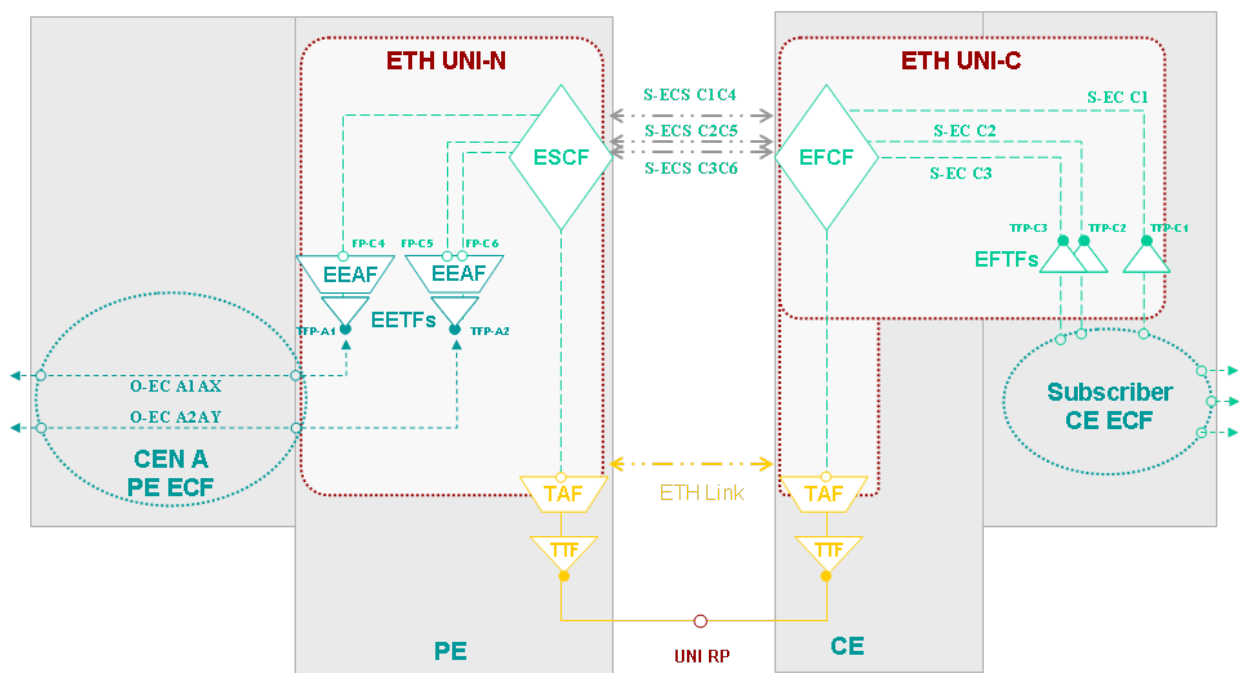 ETH UNI-N
ETH UNI-C
S-ECS C1C4
S-EC C1
S-ECS C2C5
S-EC C2
ESCF
EFCF
S-ECS C3C6
S-EC C3
TFP-C3
TFP-C2
TFP-C1
FP-C4
FP-C5
FP-C6
EEAF
EEAF
EFTFs
EETFs
TFP-A1
TFP-A2
O-EC A1AX
O-EC A2AY
Subscriber
CE ECF
CEN A
PE ECF
TAF
ETH Link
TAF
TTF
TTF
PE
UNI RP
CE